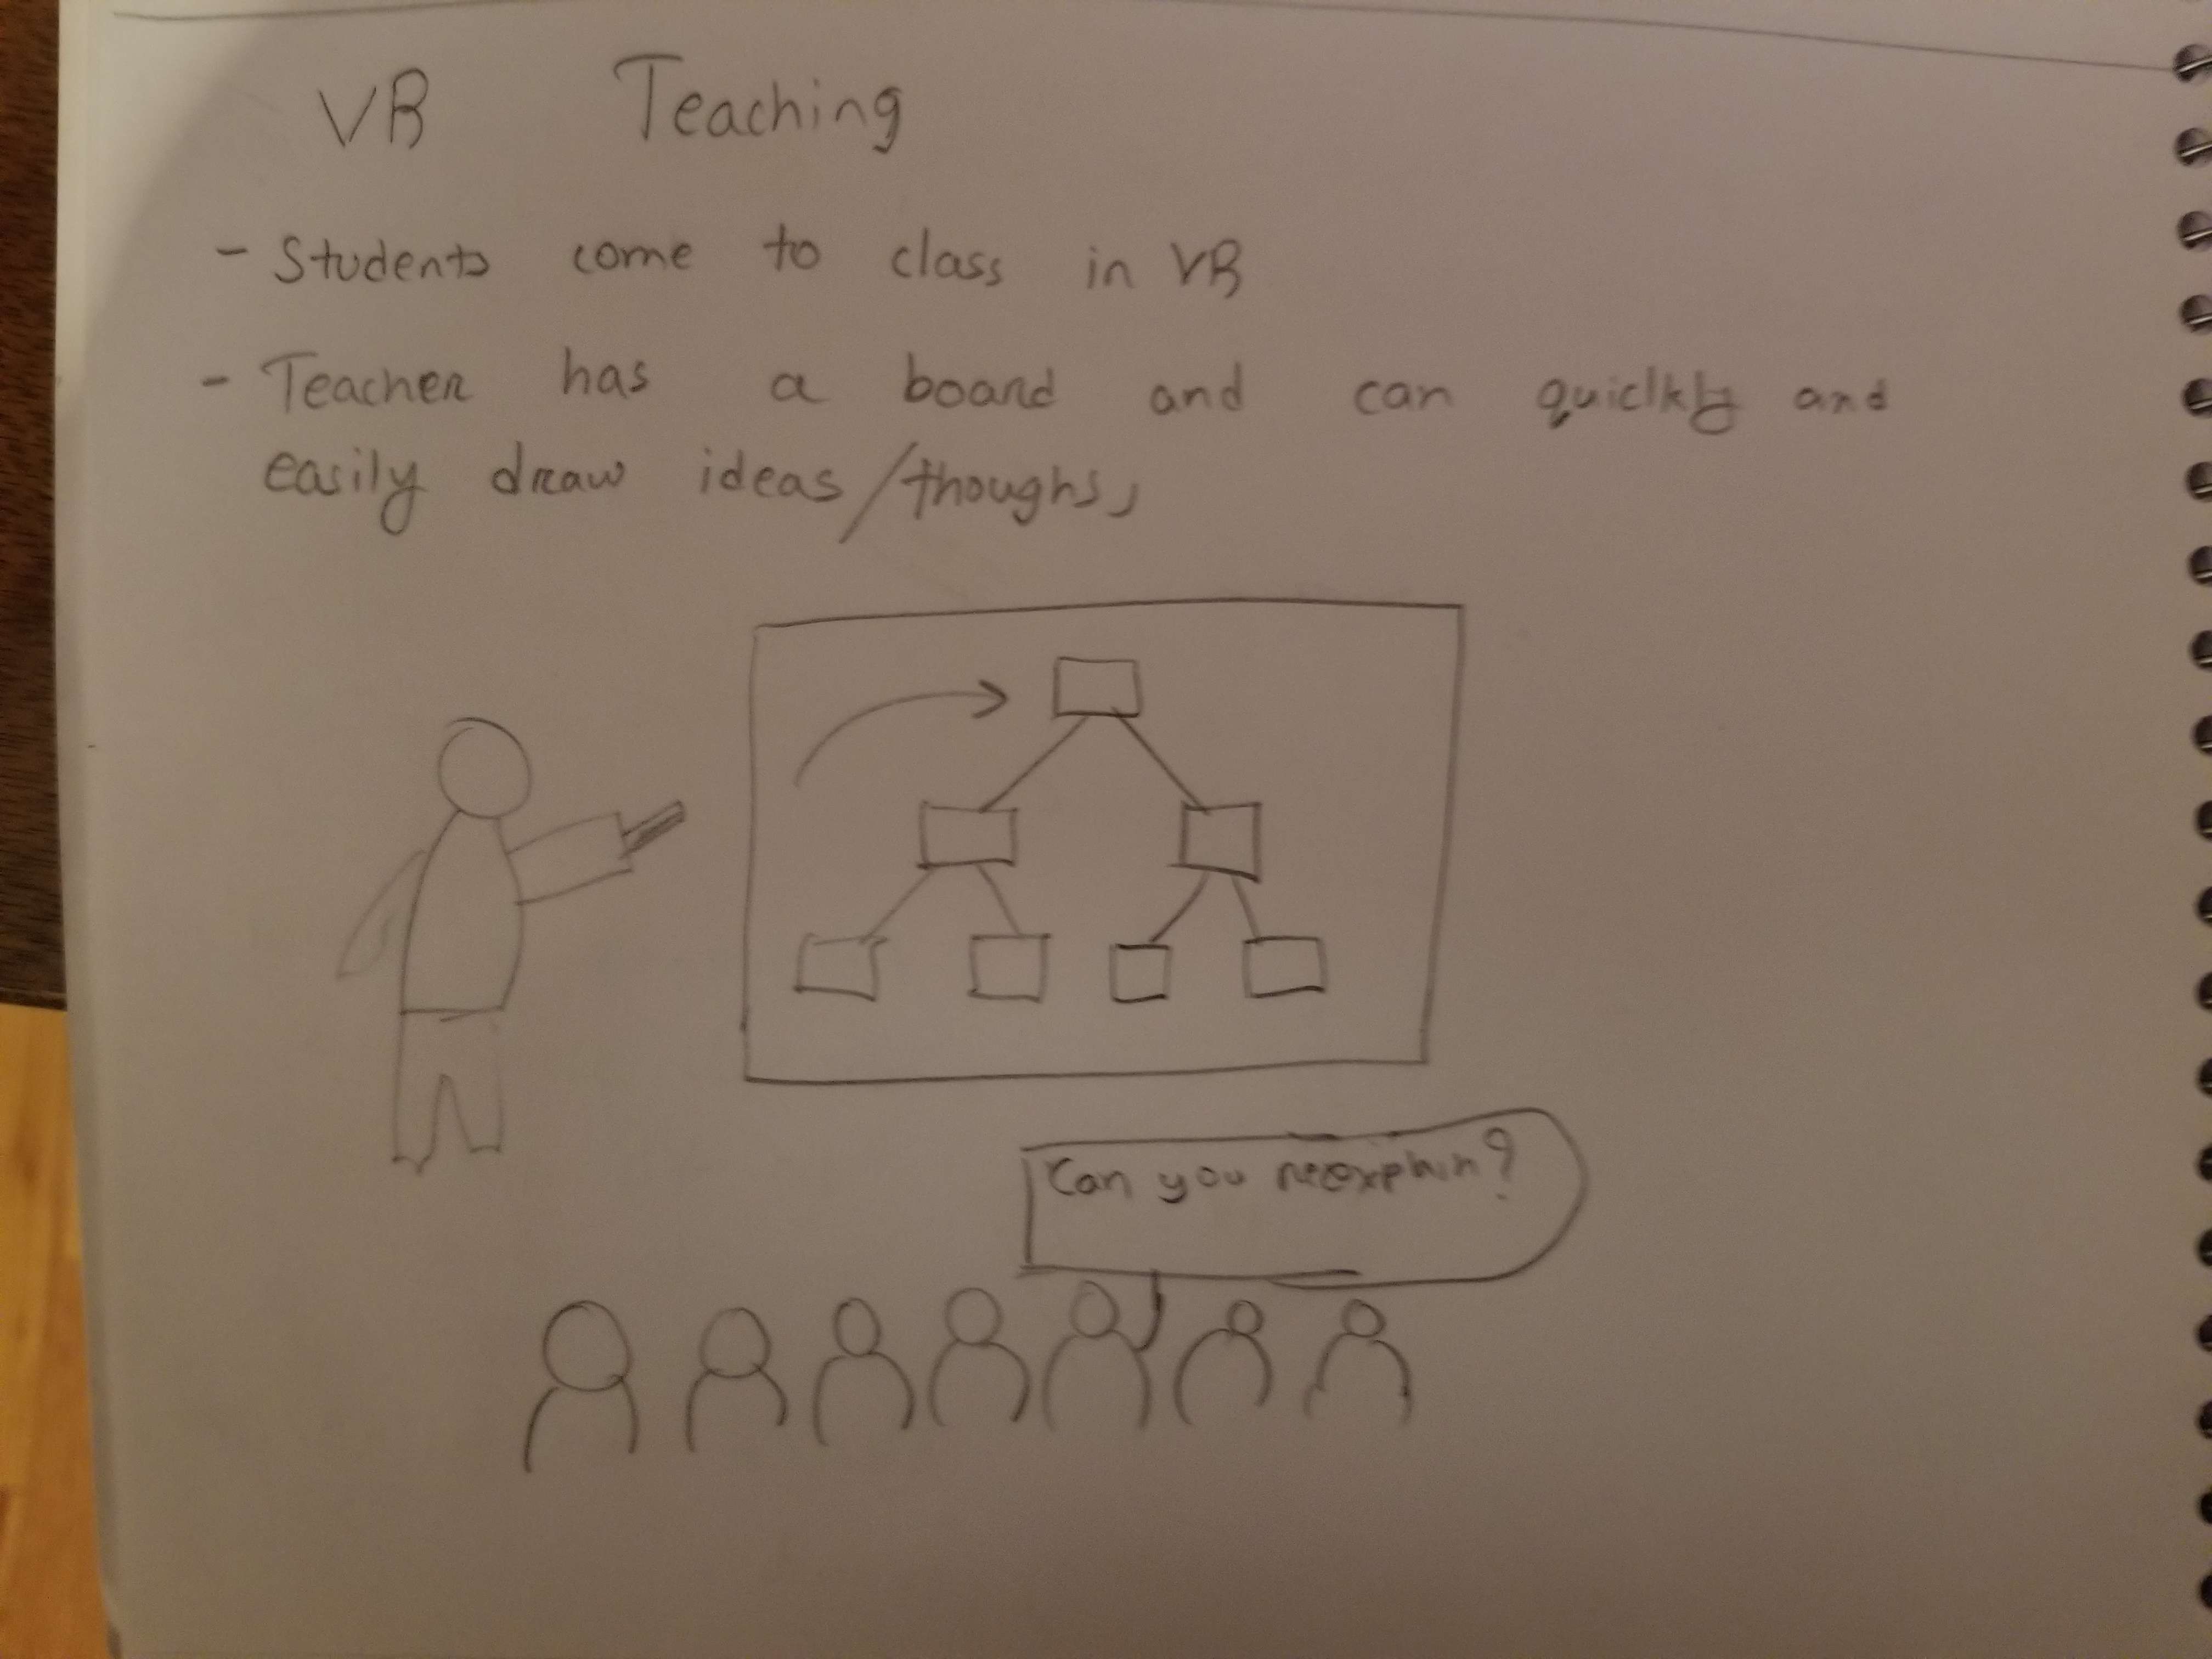 VR Teaching
- Students come to class in VR
- Teacher has a board and can quickly and
easily draw ideas/thoughs,
Can you reexplain?